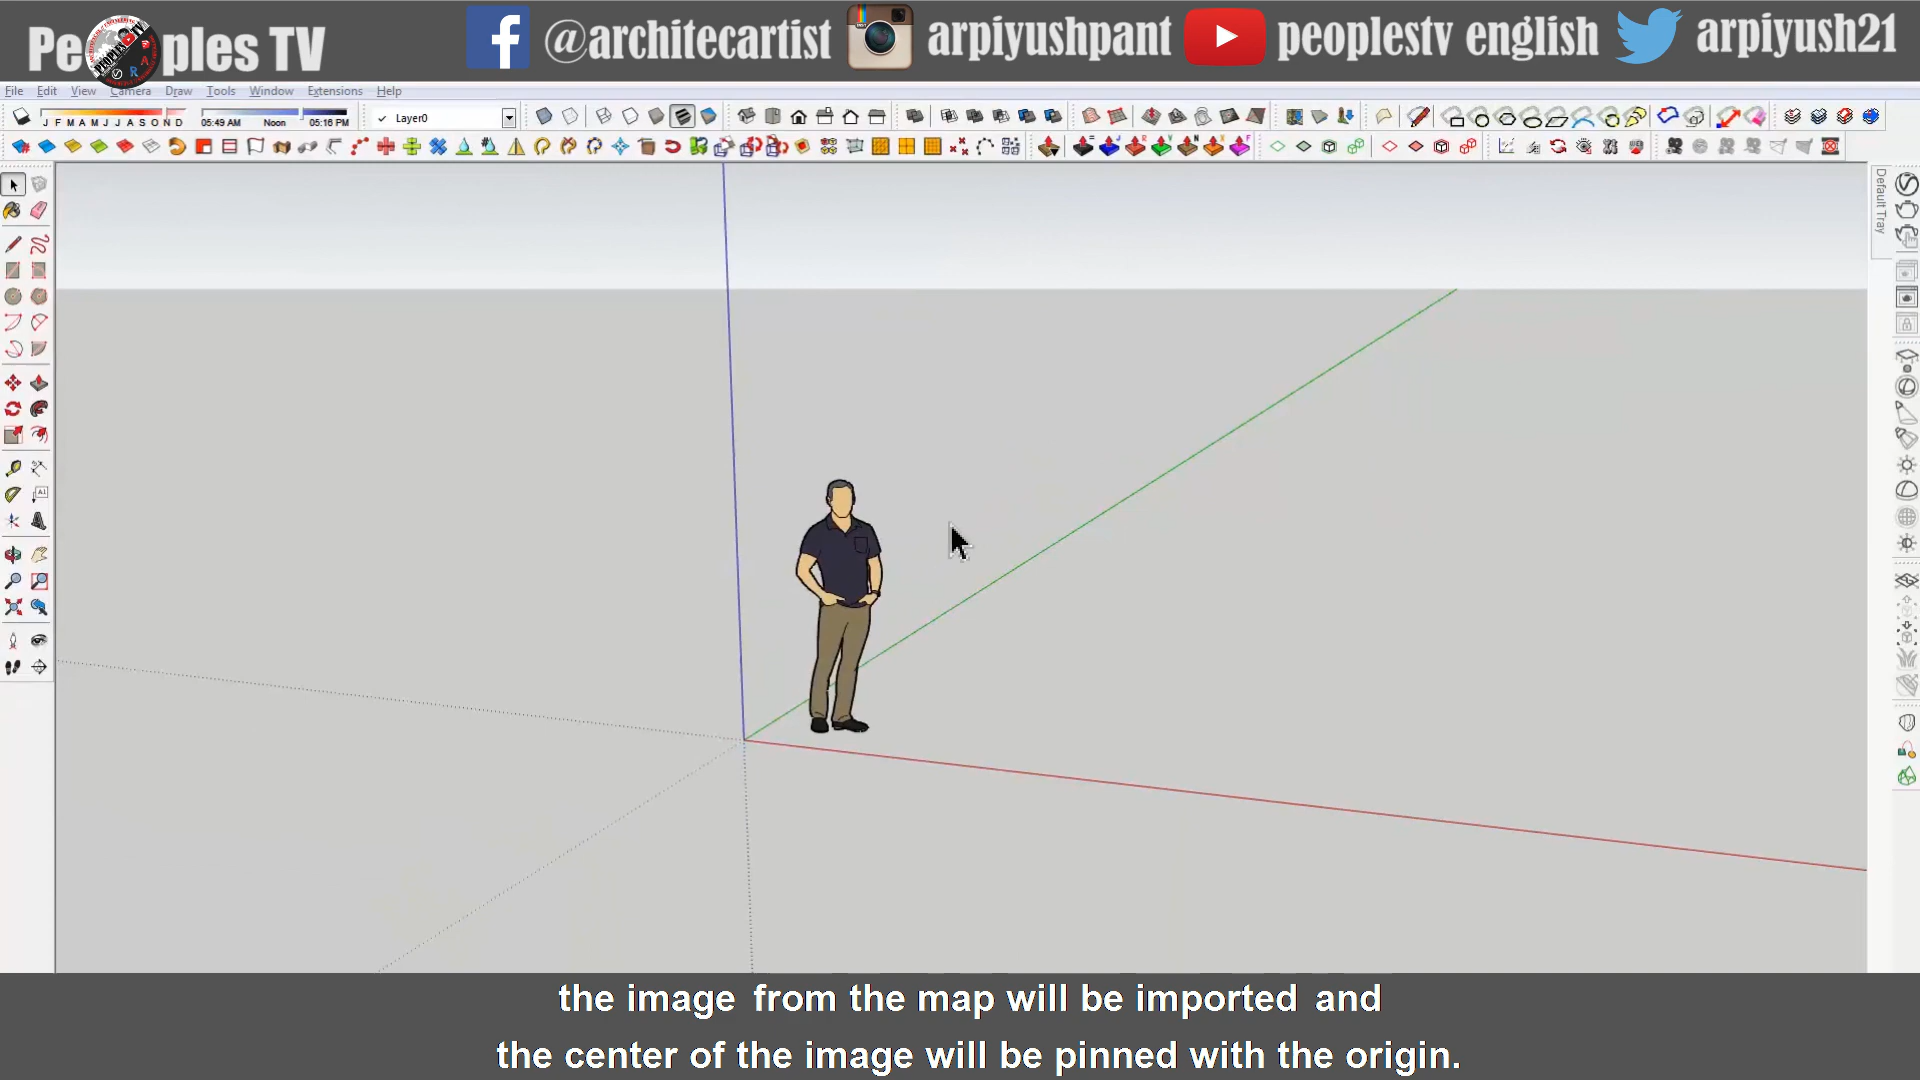 Peoples TV
@architecartist
arpiyushpant
peoplestv english
arpiyush21
File Edit View Camera Tools Draw Window Extensions Help
J F M A M J J A S O N D
05:49 AM Noon 05:16 PM
Layer0
Default Tray
the image from the map will be imported and
the center of the image will be pinned with the origin.